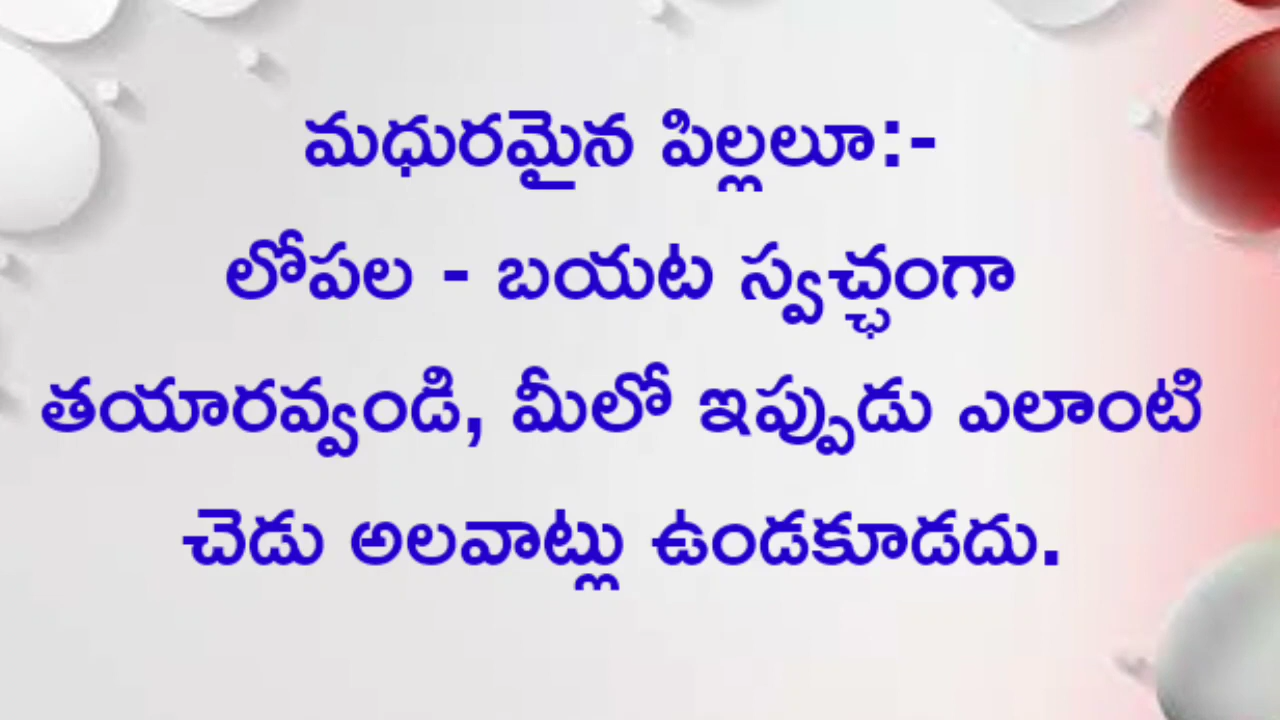 మధురమైన పిల్లలూ:-
లోపల - బయట స్వచ్ఛంగా
తయారవ్వండి, మీలో ఇప్పుడు ఎలాంటి
చెడు అలవాట్లు ఉండకూడదు.